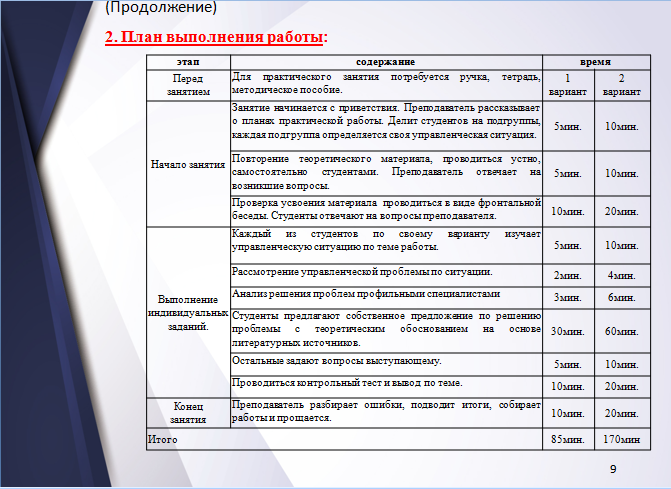 (Продолжение)
2. План выполнения работы:
этап содержание время
Перед занятием Для практического занятия потребуется ручка, тетрадь, методическое пособие. 1 вариант 2 вариант
Начало занятия
Занятие начинается с приветствия. Преподаватель рассказывает
о планах практической работы. Делит студентов на подгруппы,
каждая подгруппа определяется своя управленческая ситуация.
5мин. 10мин.
Повторение теоретического материала, проводиться устно,
самостоятельно студентами. Преподаватель отвечает на
возникшие вопросы.
5мин. 10мин.
Проверка усвоения материала проводиться в виде фронтальной
беседы. Студенты отвечают на вопросы преподавателя.
10мин. 20мин.
Выполнение
индивидуальных
заданий.
Каждый из студентов по своему варианту изучает
управленческую ситуацию по теме работы.
5мин. 10мин.
Рассмотрение управленческой проблемы по ситуации. 2мин. 4мин.
Анализ решения проблем профильными специалистами 3мин. 6мин.
Студенты предлагают собственное предложение по решению
проблемы с теоретическим обоснованием на основе
литературных источников.
30мин. 60мин.
Остальные задают вопросы выступающему. 5мин. 10мин.
Проводиться контрольный тест и вывод по теме. 10мин. 20мин.
Конец
занятия
Преподаватель разбирает ошибки, подводит итоги, собирает
работы и прощается.
10мин. 20мин.
Итого 85мин. 170мин
9